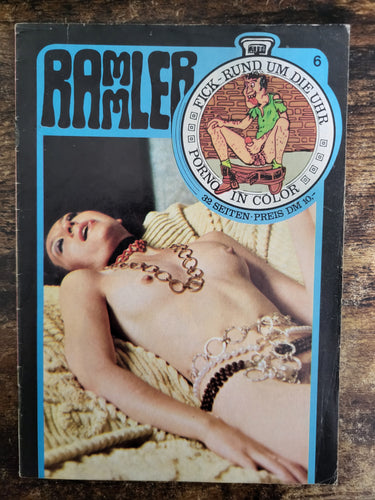 RAMMLER
6
FICK-RUND UM DIE UHR
PORNO IN COLOR
32 SEITEN-PREIS DM 10,-